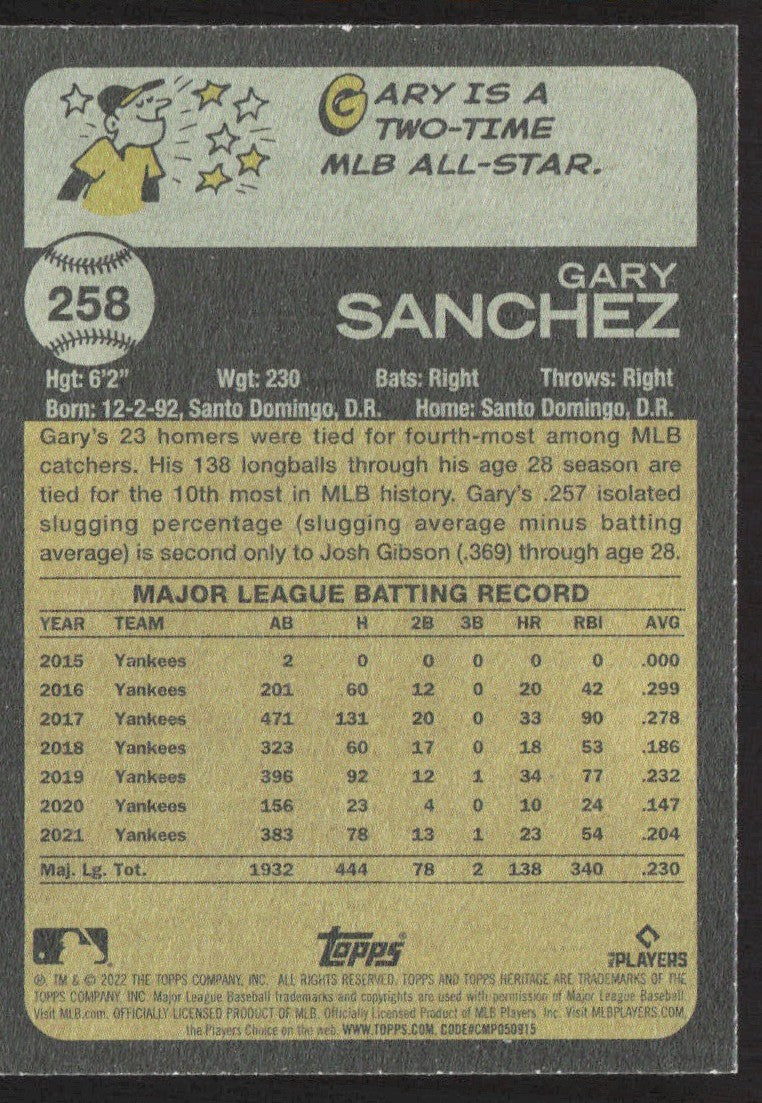 GARY IS A
TWO-TIME
MLB ALL-STAR.
258
GARY
SANCHEZ
Hgt: 6'2" Wgt: 230 Bats: Right Throws: Right
Born: 12-2-92, Santo Domingo, D.R. Home: Santo Domingo, D.R.
Gary's 23 homers were tied for fourth-most among MLB
catchers. His 138 longballs through his age 28 season are
tied for the 10th most in MLB history. Gary's .257 isolated
slugging percentage (slugging average minus batting
average) is second only to Josh Gibson (.369) through age 28.
MAJOR LEAGUE BATTING RECORD
YEAR TEAM AB H 2B 3B HR RBI AVG
2015 Yankees 2 0 0 0 0 0 .000
2016 Yankees 201 60 12 0 20 42 .299
2017 Yankees 471 131 20 0 33 90 .278
2018 Yankees 323 60 17 0 18 53 .186
2019 Yankees 396 92 12 1 34 77 .232
2020 Yankees 156 23 4 0 10 24 .147
2021 Yankees 383 78 13 1 23 54 .204
Maj. Lg. Tot. 1932 444 78 2 138 340 .230
topps
MLB PLAYERS
® TM & © 2022 THE TOPPS COMPANY, INC. ALL RIGHTS RESERVED. TOPPS AND TOPPS HERITAGE ARE TRADEMARKS OF THE
TOPPS COMPANY, INC. Major League Baseball trademarks and copyrights are used with permission of Major League Baseball.
Visit MLB.com. OFFICIALLY LICENSED PRODUCT OF MLB. Officially Licensed Product of MLB Players, Inc. Visit MLBPLAYERS.COM,
the Players Choice on the web. WWW.TOPPS.COM. CODE#CMP050915